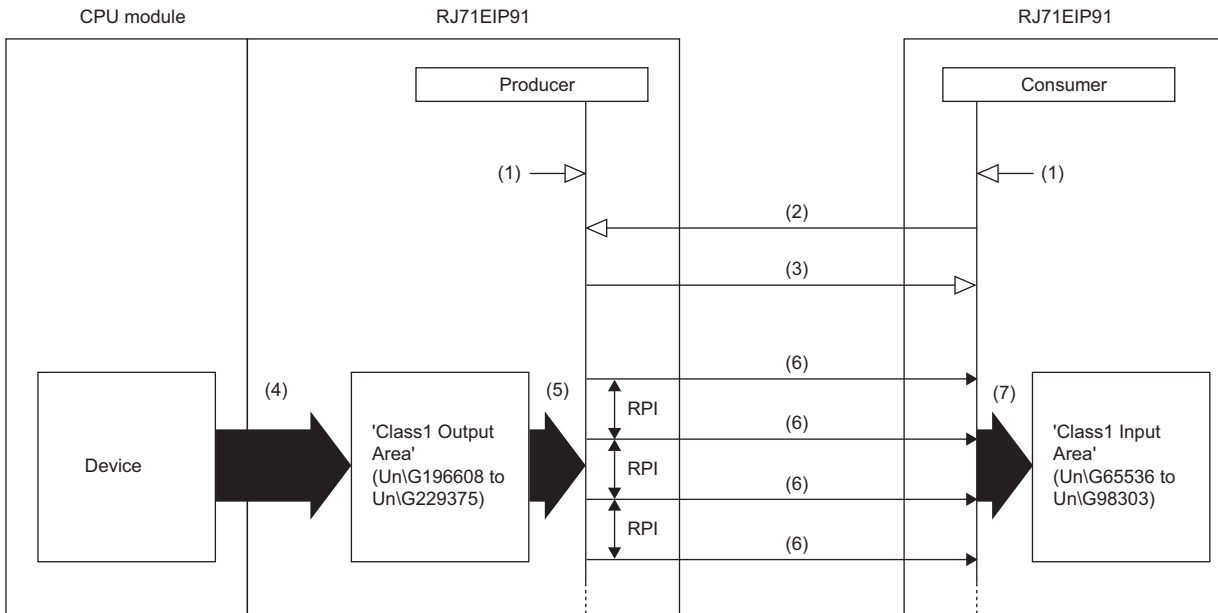 CPU module
RJ71EIP91
RJ71EIP91
Producer
Consumer
(1)
(1)
(2)
(3)
(4)
(5)
(6)
(7)
RPI
(6)
RPI
(6)
RPI
(6)
Device
'Class1 Output
Area'
(Un\G196608 to
Un\G229375)
'Class1 Input
Area'
(Un\G65536 to
Un\G98303)